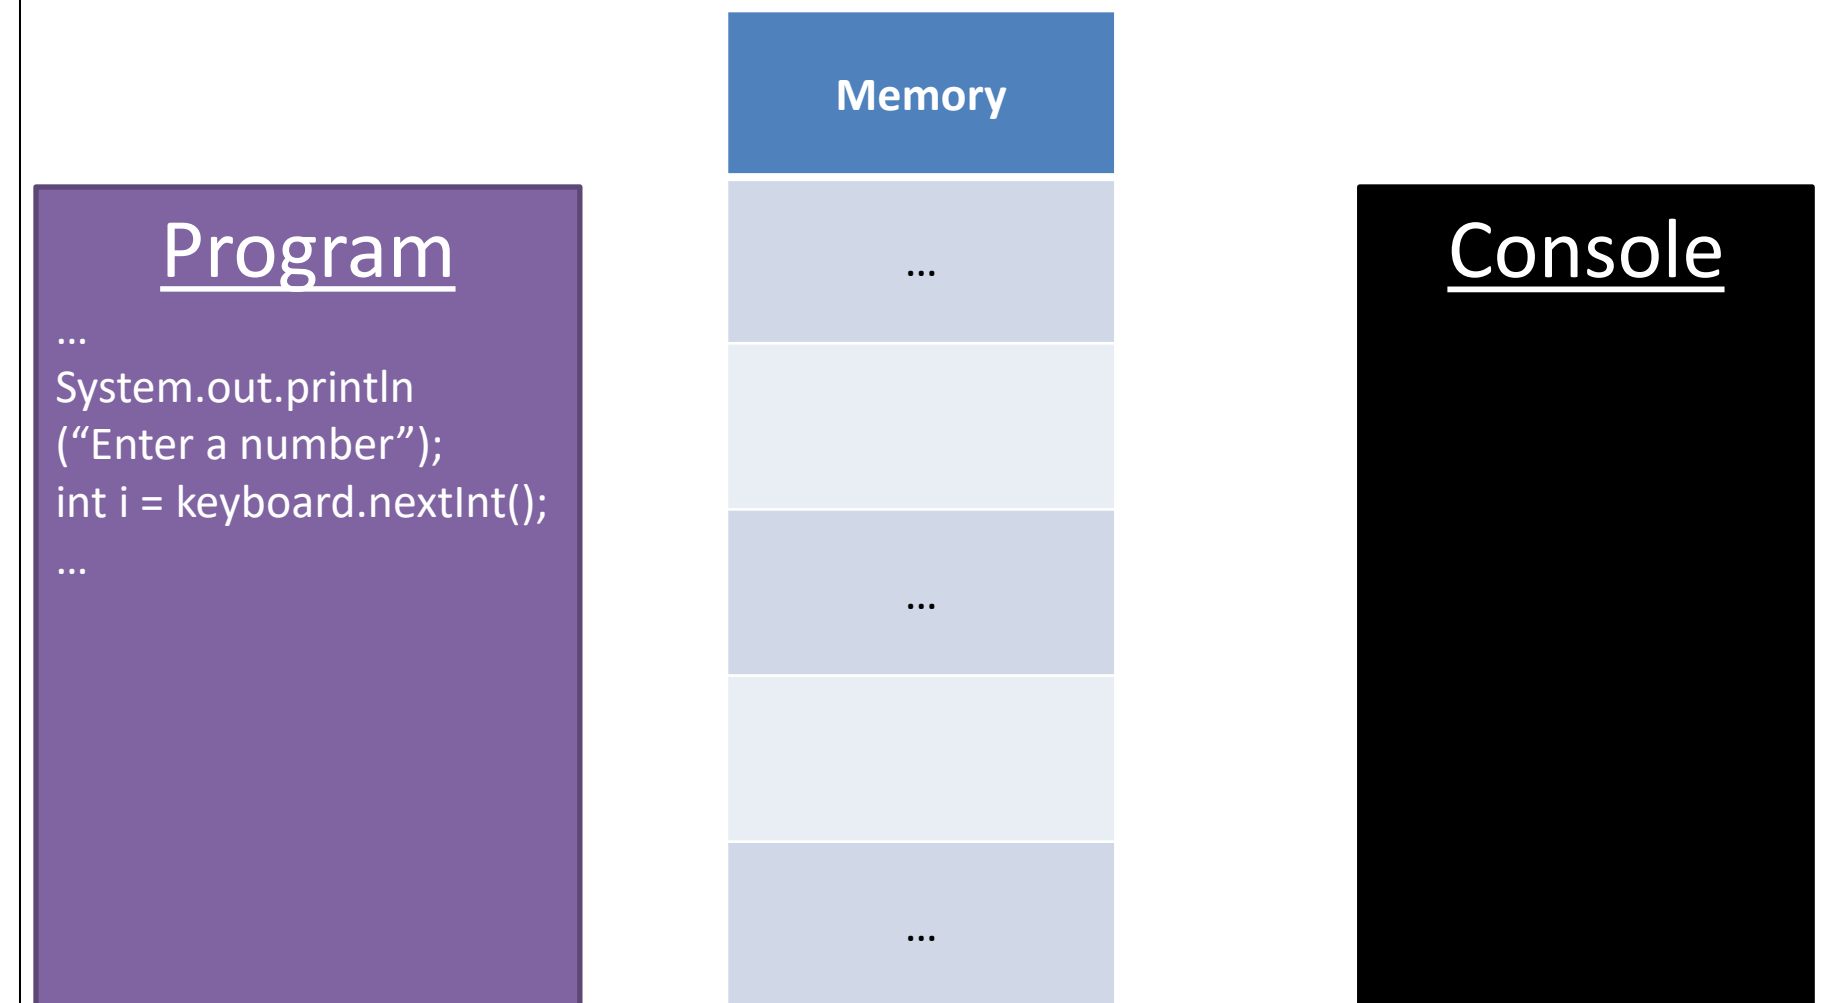 Memory
Program
...
System.out.println
(“Enter a number”);
int i = keyboard.nextInt();
...
...
...
...
Console